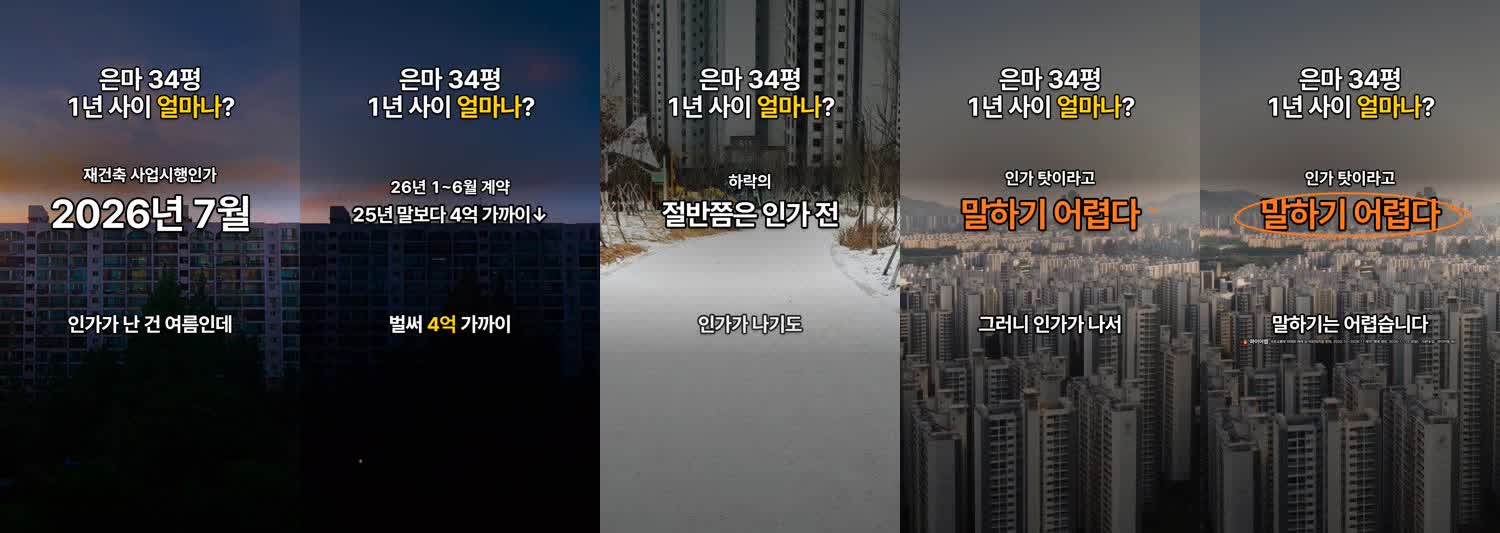 은마 34평
1년 사이 얼마나?
재건축 사업시행인가
2026년 7월
인가가 난 건 여름인데
은마 34평
1년 사이 얼마나?
26년 1~6월 계약
25년 말보다 4억 가까이↓
벌써 4억 가까이
은마 34평
1년 사이 얼마나?
하락의
절반쯤은 인가 전
인가가 나기도
은마 34평
1년 사이 얼마나?
인가 탓이라고
말하기 어렵다
그러니 인가가 나서
은마 34평
1년 사이 얼마나?
인가 탓이라고
말하기 어렵다
말하기는 어렵습니다